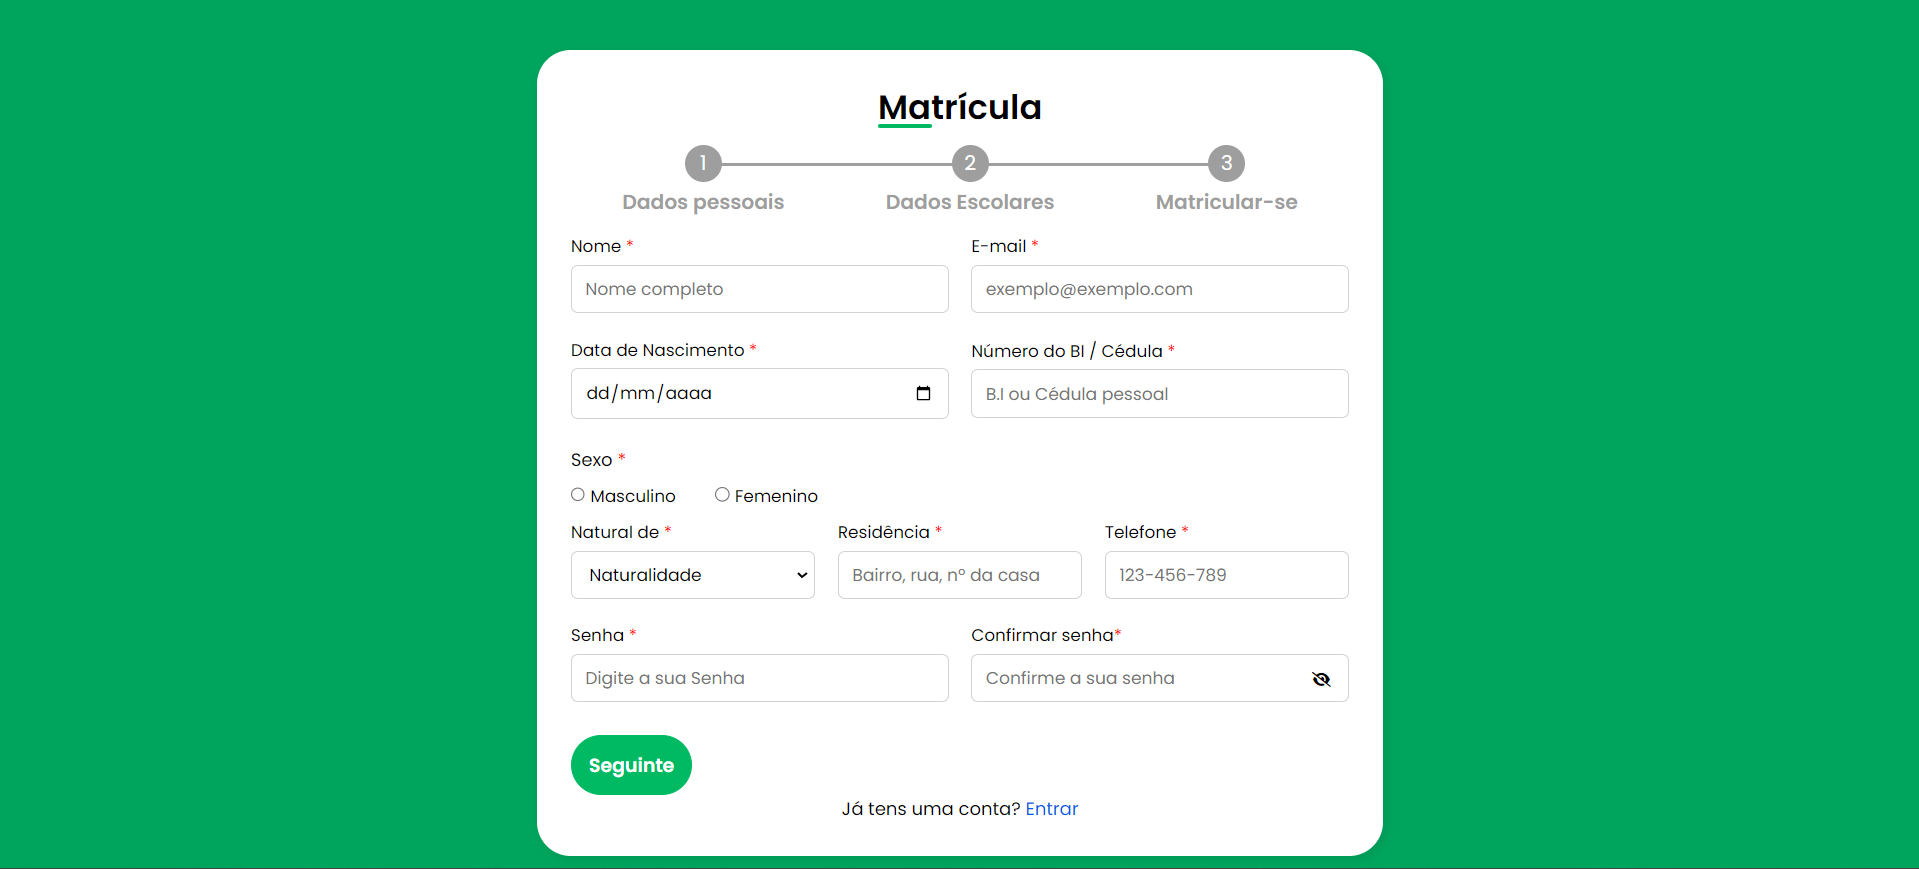 Matrícula
1 2 3
Dados pessoais Dados Escolares Matricular-se
Nome * E-mail *
Nome completo exemplo@exemplo.com
Data de Nascimento * Número do BI / Cédula *
dd/mm/aaaa B.I ou Cédula pessoal
Sexo *
Masculino Femenino
Natural de * Residência * Telefone *
Naturalidade Bairro, rua, nº da casa 123-456-789
Senha * Confirmar senha*
Digite a sua Senha Confirme a sua senha
Seguinte
Já tens uma conta? Entrar